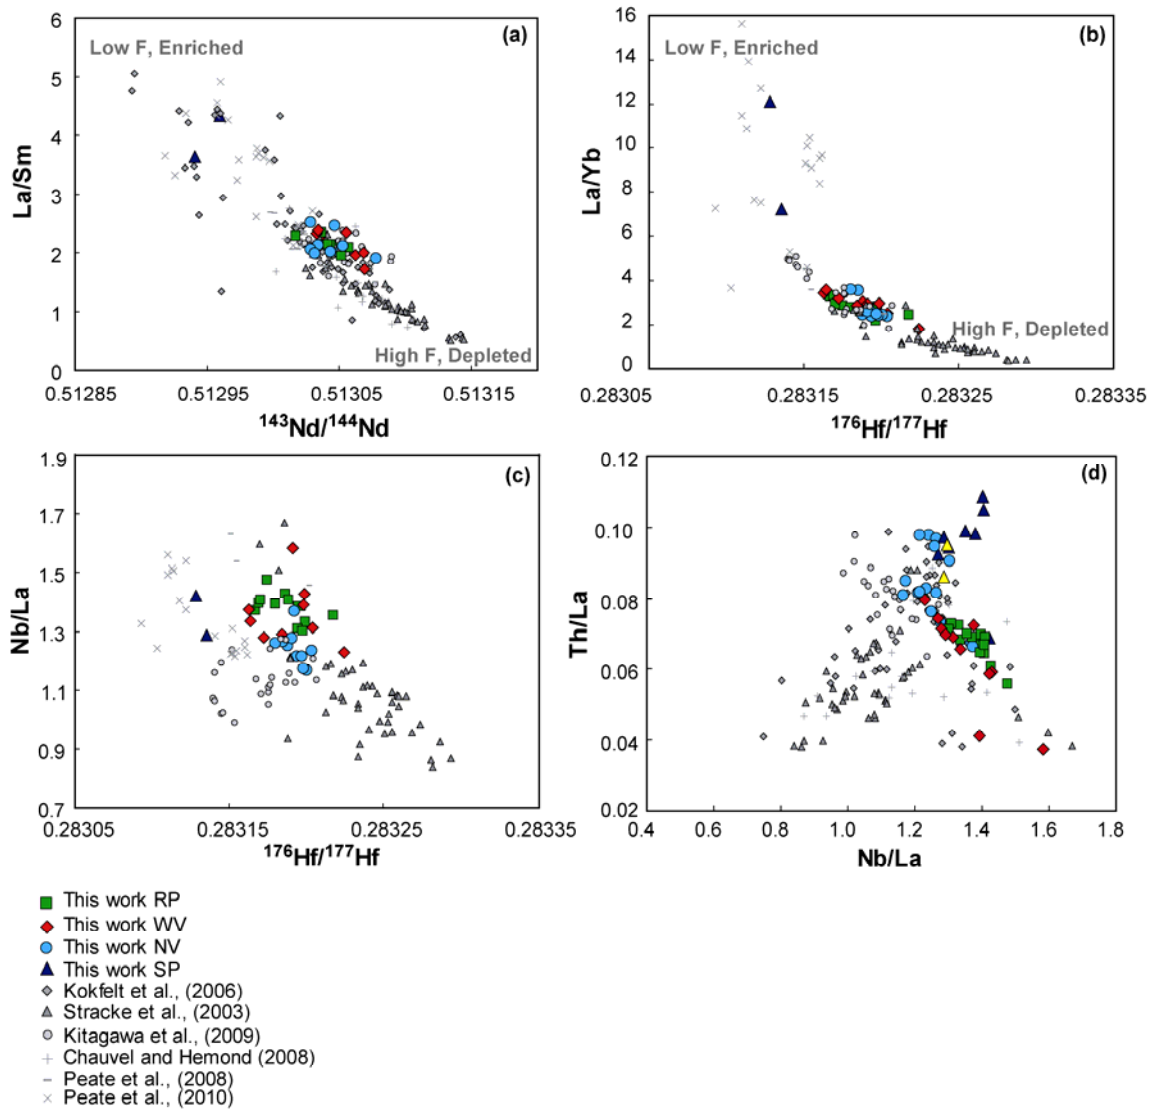 6
5
4
3
2
1
0
La/Sm
Low F, Enriched
(a)
High F, Depleted
0.51285
0.51295
0.51305
0.51315
143Nd/144Nd
16
14
12
10
8
6
4
2
0
La/Yb
Low F, Enriched
(b)
High F, Depleted
0.28305
0.28315
0.28325
0.28335
176Hf/177Hf
1.9
1.7
1.5
1.3
1.1
0.9
0.7
Nb/La
(c)
0.28305
0.28315
0.28325
0.28335
176Hf/177Hf
0.12
0.10
0.08
0.06
0.04
0.02
Th/La
(d)
0.4
0.6
0.8
1.0
1.2
1.4
1.6
1.8
Nb/La
This work RP
This work WV
This work NV
This work SP
Kokfelt et al., (2006)
Stracke et al., (2003)
Kitagawa et al., (2009)
Chauvel and Hemond (2008)
Peate et al., (2008)
Peate et al., (2010)